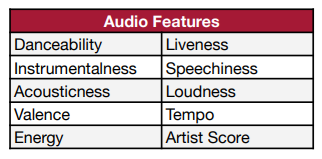 Audio Features
Danceability Liveness
Instrumentalness Speechiness
Acousticness Loudness
Valence Tempo
Energy Artist Score